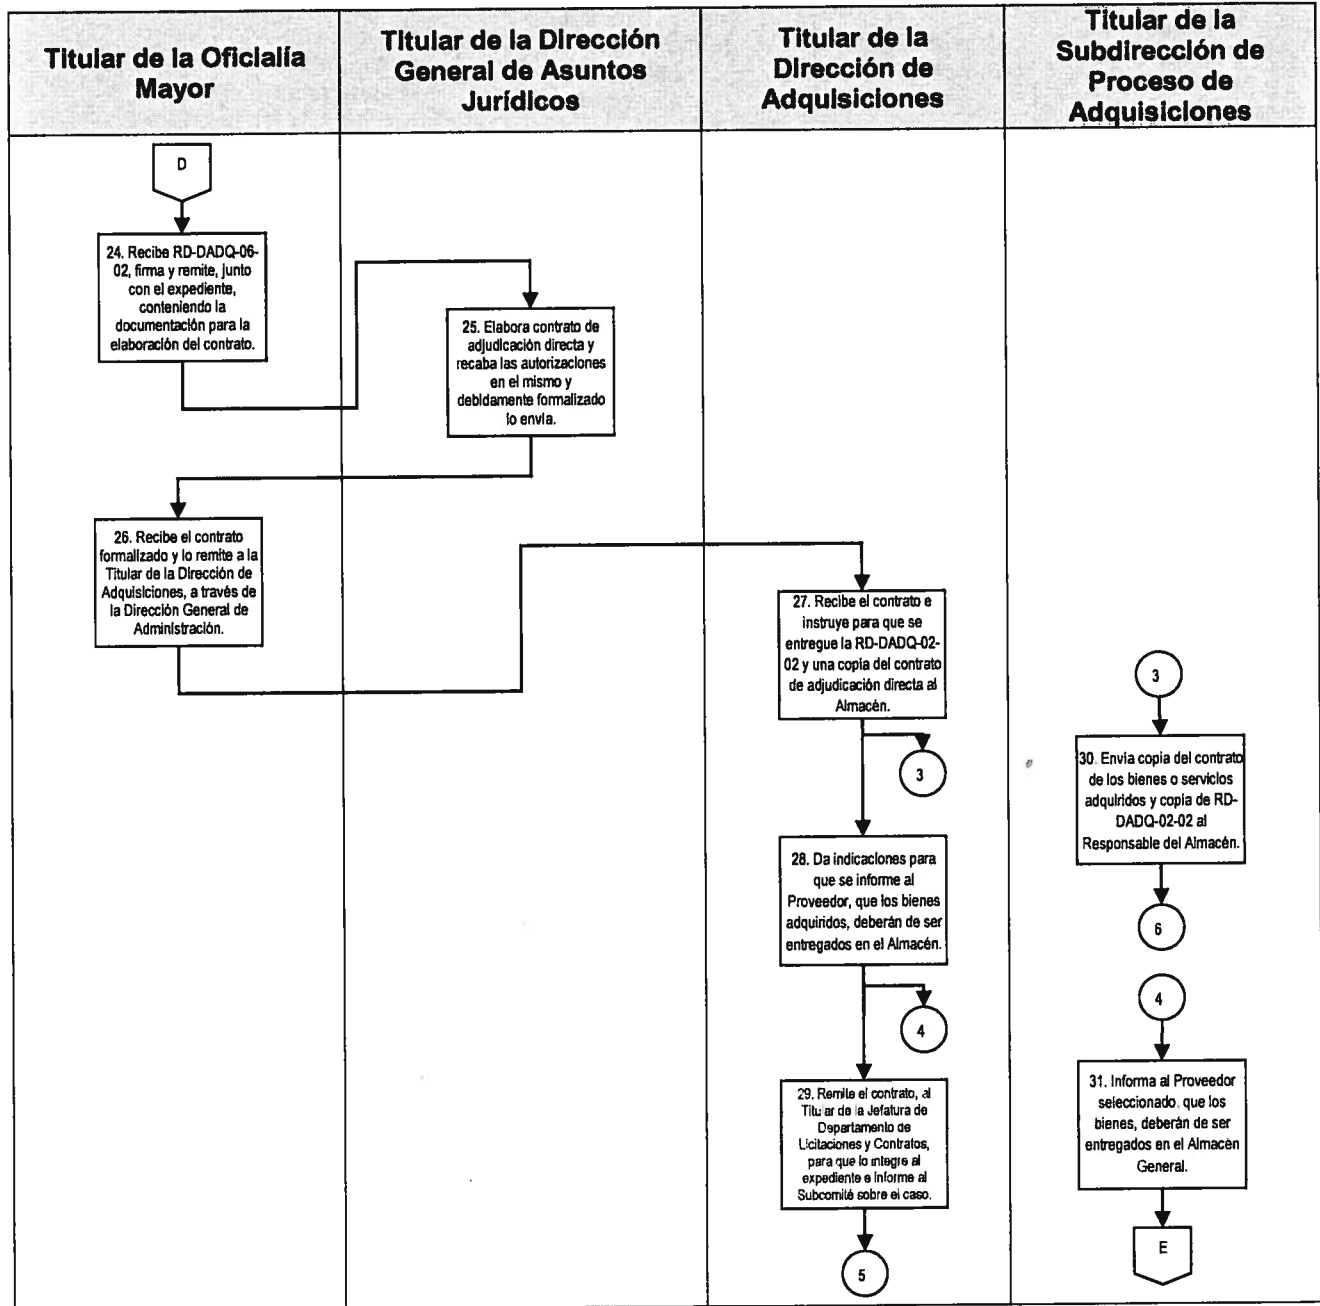 Titular de la Oficialía
Mayor
Titular de la Dirección
General de Asuntos
Jurídicos
Titular de la
Dirección de
Adquisiciones
Titular de la
Subdirección de
Proceso de
Adquisiciones
D
24. Recibe RD-DADQ-06-
02, firma y remite, junto
con el expediente,
conteniendo la
documentación para la
elaboración del contrato.
25. Elabora contrato de
adjudicación directa y
recaba las autorizaciones
en el mismo y
debidamente formalizado
lo envía.
26. Recibe el contrato
formalizado y lo remite a la
Titular de la Dirección de
Adquisiciones, a través de
la Dirección General de
Administración.
27. Recibe el contrato e
instruye para que se
entregue la RD-DADQ-02-
02 y una copia del contrato
de adjudicación directa al
Almacén.
3
28. Da indicaciones para
que se informe al
Proveedor, que los bienes
adquiridos, deberán de ser
entregados en el Almacén.
4
29. Remite el contrato, al
Titular de la Jefatura de
Departamento de
Licitaciones y Contratos,
para que lo integre al
expediente e informe al
Subcomité sobre el caso.
5
3
30. Envía copia del contrato
de los bienes o servicios
adquiridos y copia de RD-
DADQ-02-02 al
Responsable del Almacén.
6
4
31. Informa al Proveedor
seleccionado, que los
bienes, deberán de ser
entregados en el Almacén
General.
E